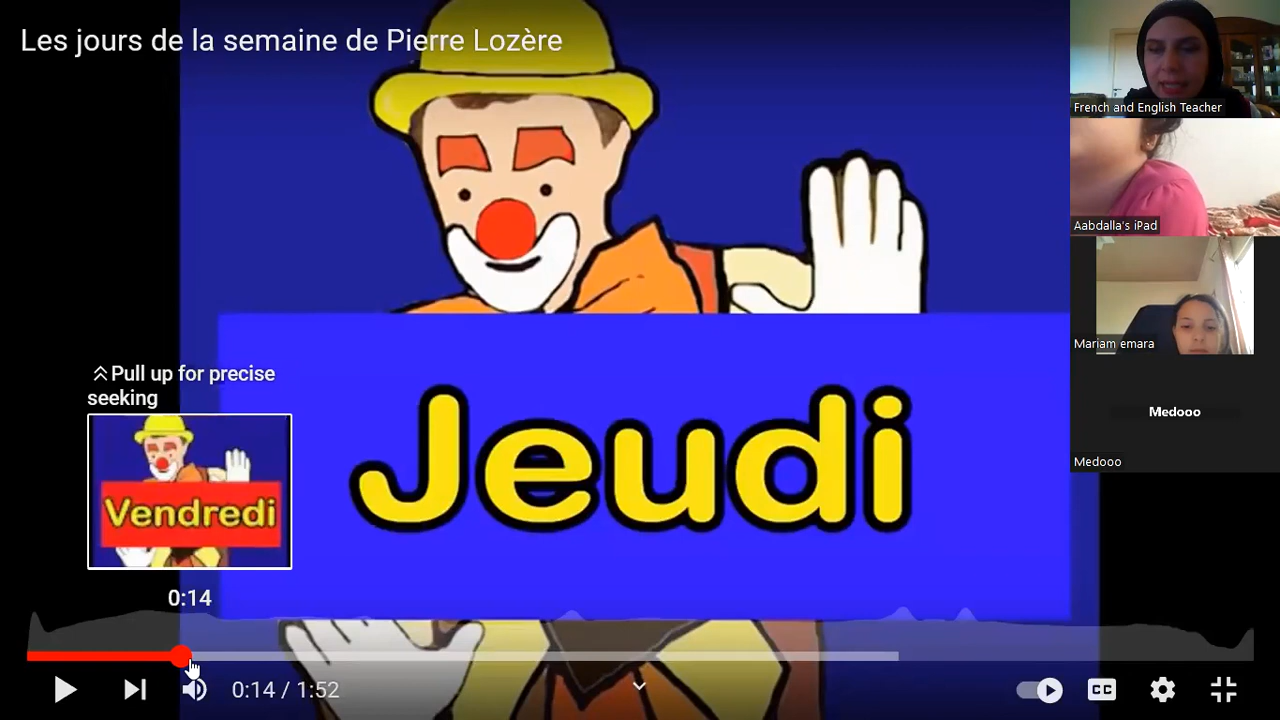 Les jours de la semaine de Pierre Lozère
French and English Teacher
Aabdalla's iPad
Mariam emara
Medooo
Medooo
Pull up for precise
seeking
Vendredi
Jeudi
0:14
0:14 / 1:52
CC